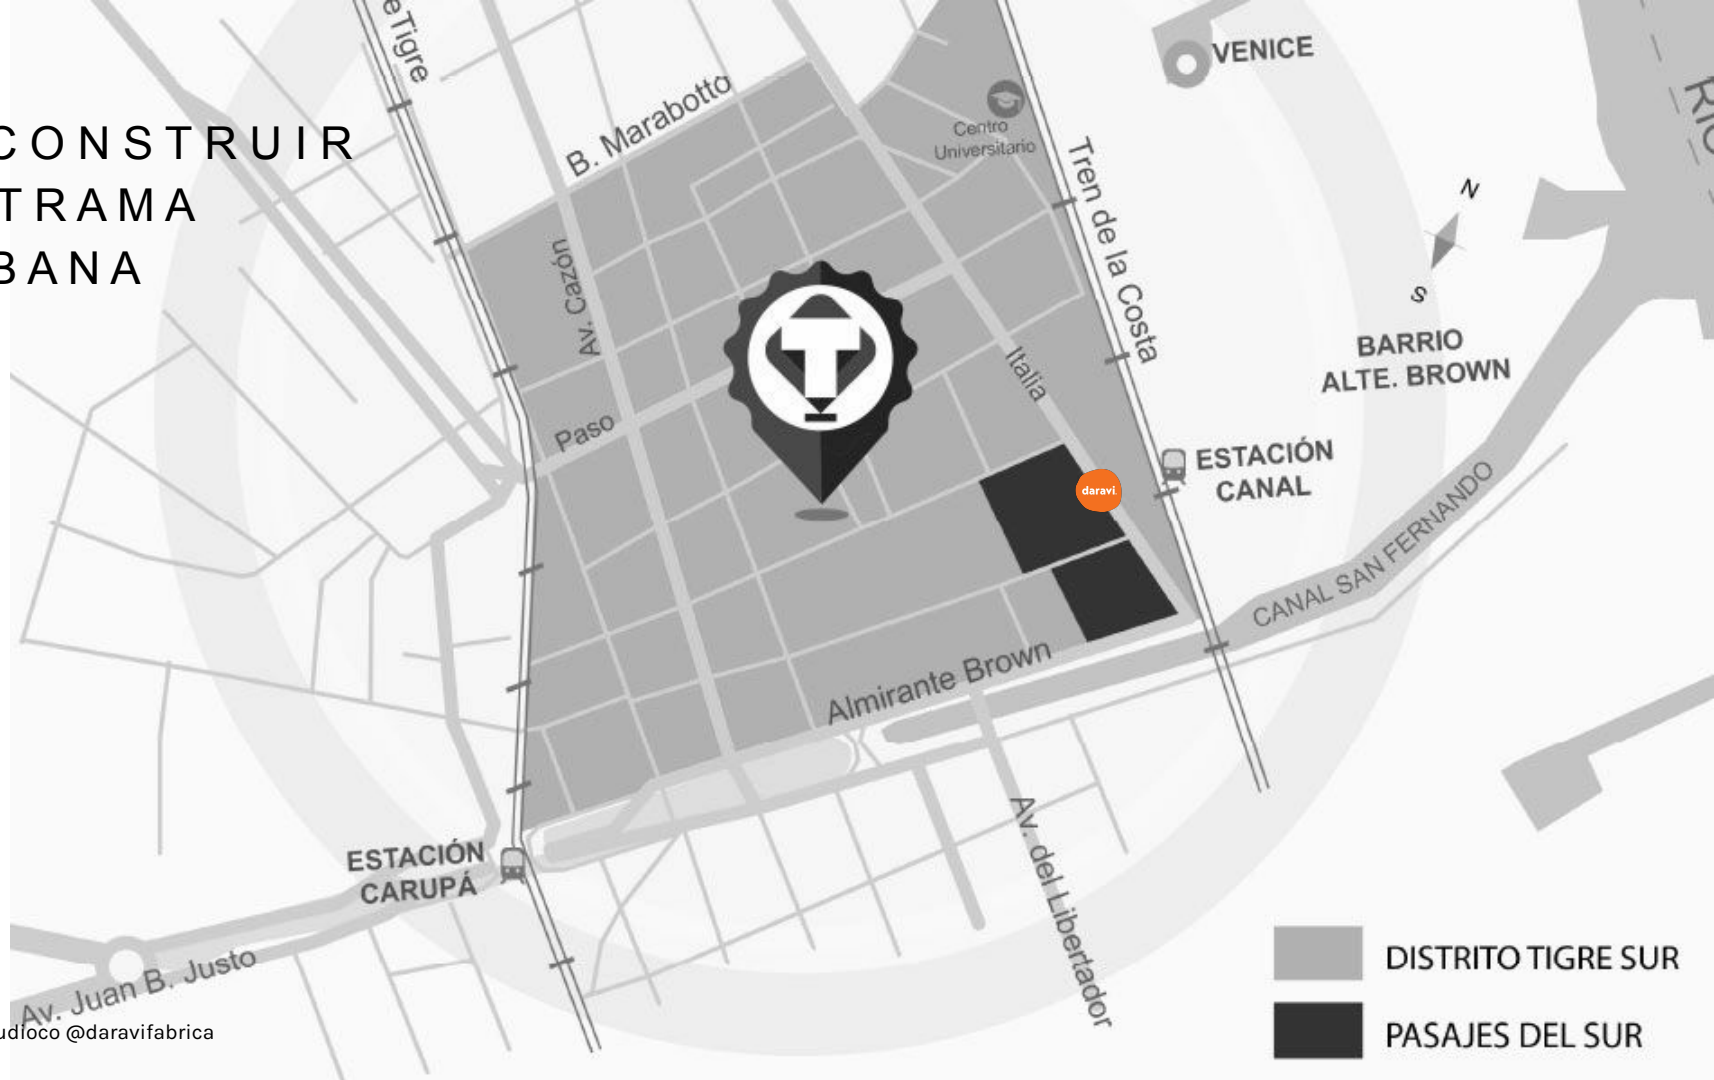 CONSTRUIR
TRAMA
BANA
eTigre
B. Marabotto
Av. Cazón
Paso
Italia
Centro
Universitario
Tren de la Costa
VENICE
N
S
RIO
BARRIO
ALTE. BROWN
daravi.
ESTACIÓN
CANAL
CANAL SAN FERNANDO
Almirante Brown
Av. del Libertador
ESTACIÓN
CARUPÁ
Av. Juan B. Justo
udioco @daravifabrica
DISTRITO TIGRE SUR
PASAJES DEL SUR